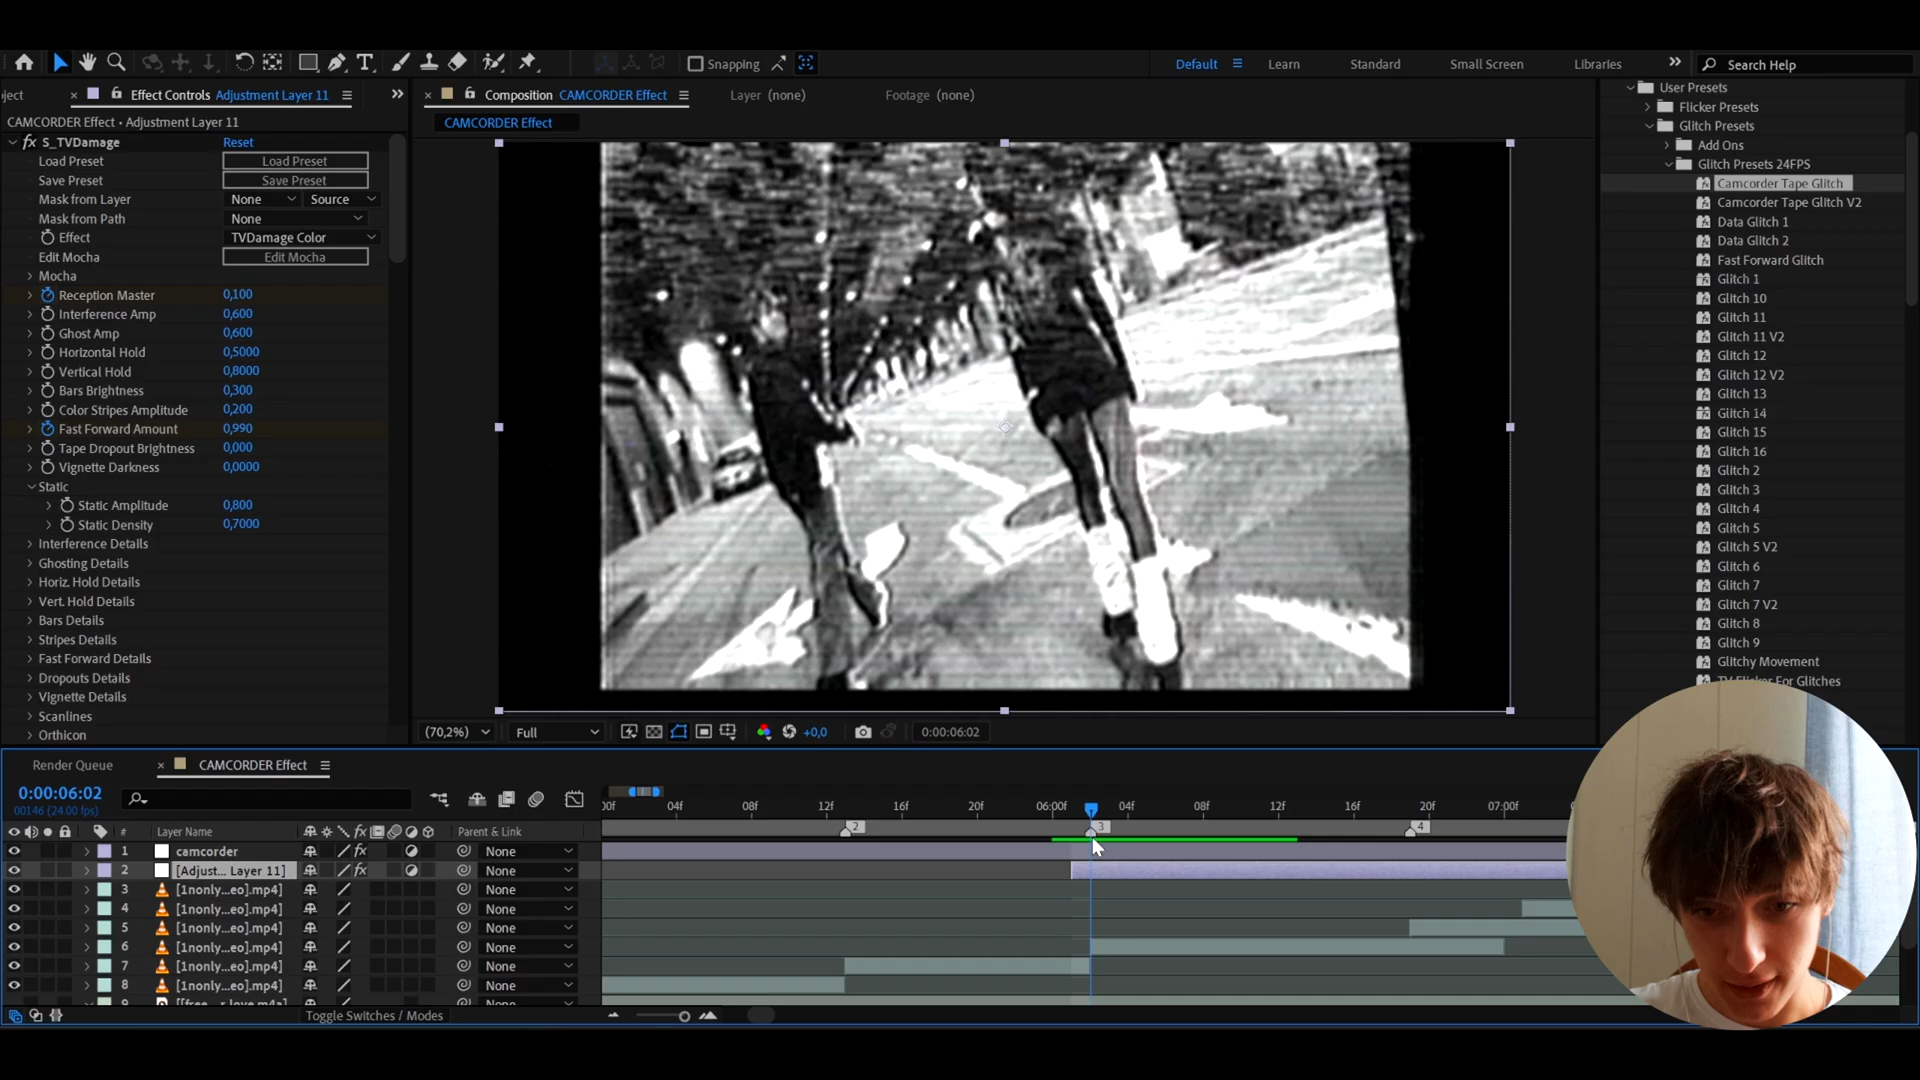 Snapping
Default
Learn
Standard
Small Screen
Libraries
Search Help
ject
Effect Controls Adjustment Layer 11
Composition CAMCORDER Effect
Layer (none)
Footage (none)
CAMCORDER Effect • Adjustment Layer 11
CAMCORDER Effect
fx S_TVDamage Reset
Load Preset Load Preset
Save Preset Save Preset
Mask from Layer None Source
Mask from Path None
Effect TVDamage Color
Edit Mocha Edit Mocha
Mocha
Reception Master 0,100
Interference Amp 0,600
Ghost Amp 0,600
Horizontal Hold 0,5000
Vertical Hold 0,8000
Bars Brightness 0,300
Color Stripes Amplitude 0,200
Fast Forward Amount 0,990
Tape Dropout Brightness 0,000
Vignette Darkness 0,0000
Static
Static Amplitude 0,800
Static Density 0,7000
Interference Details
Ghosting Details
Horiz. Hold Details
Vert. Hold Details
Bars Details
Stripes Details
Fast Forward Details
Dropouts Details
Vignette Details
Scanlines
Orthicon
User Presets
Flicker Presets
Glitch Presets
Add Ons
Glitch Presets 24FPS
Camcorder Tape Glitch
Camcorder Tape Glitch V2
Data Glitch 1
Data Glitch 2
Fast Forward Glitch
Glitch 1
Glitch 10
Glitch 11
Glitch 11 V2
Glitch 12
Glitch 12 V2
Glitch 13
Glitch 14
Glitch 15
Glitch 16
Glitch 2
Glitch 3
Glitch 4
Glitch 5
Glitch 5 V2
Glitch 6
Glitch 7
Glitch 7 V2
Glitch 8
Glitch 9
Glitchy Movement
TV Flicker For Glitches
(70,2%) Full +0,0 0:00:06:02
Render Queue
CAMCORDER Effect
0:00:06:02
00146 (24.00 fps)
00f 04f 08f 12f 16f 20f 06:00f 04f 08f 12f 16f 20f 07:00f
2 3 4
# Layer Name fx Parent & Link
1 camcorder fx None
2 [Adjust... Layer 11] fx None
3 [1nonly...eo].mp4] None
4 [1nonly...eo].mp4] None
5 [1nonly...eo].mp4] None
6 [1nonly...eo].mp4] None
7 [1nonly...eo].mp4] None
8 [1nonly...eo].mp4] None
9 [[free...r love.m4a]
Toggle Switches / Modes